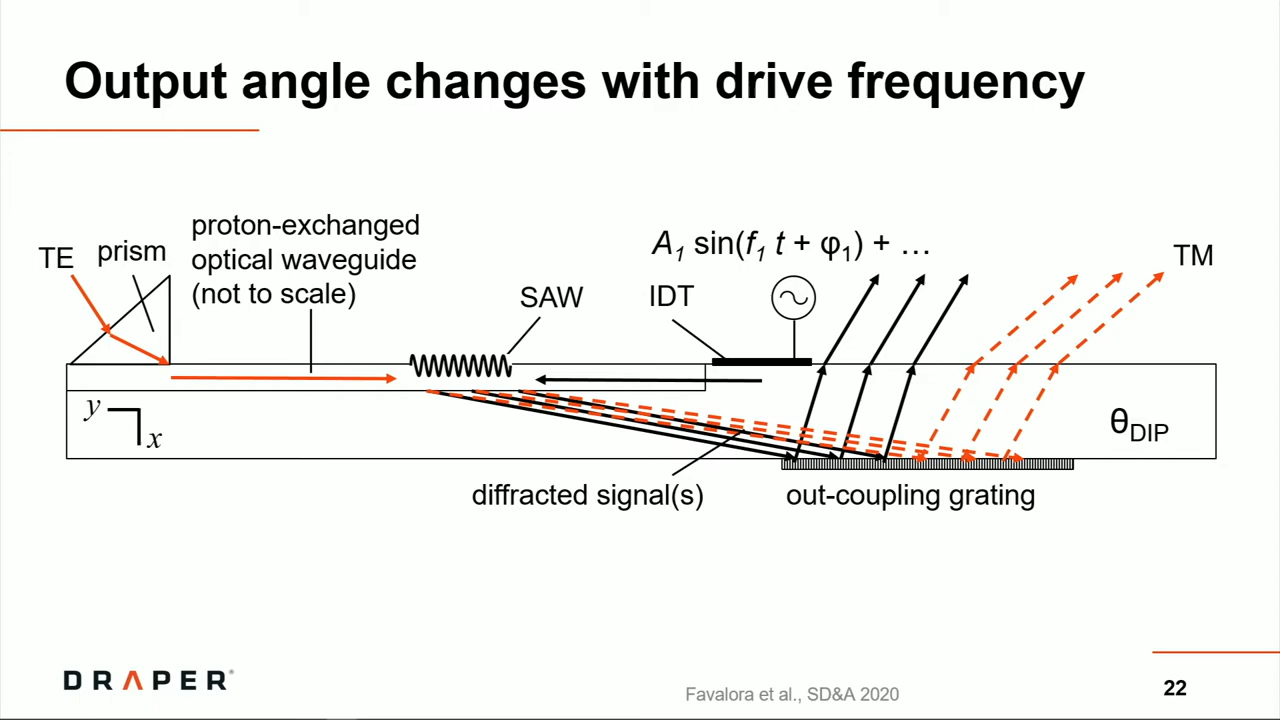 Output angle changes with drive frequency
TE
prism
proton-exchanged
optical waveguide
(not to scale)
SAW
IDT
A₁ sin(f₁ t + φ₁) + …
TM
y
x
θDIP
diffracted signal(s)
out-coupling grating
DRAPER®
Favalora et al., SD&A 2020
22